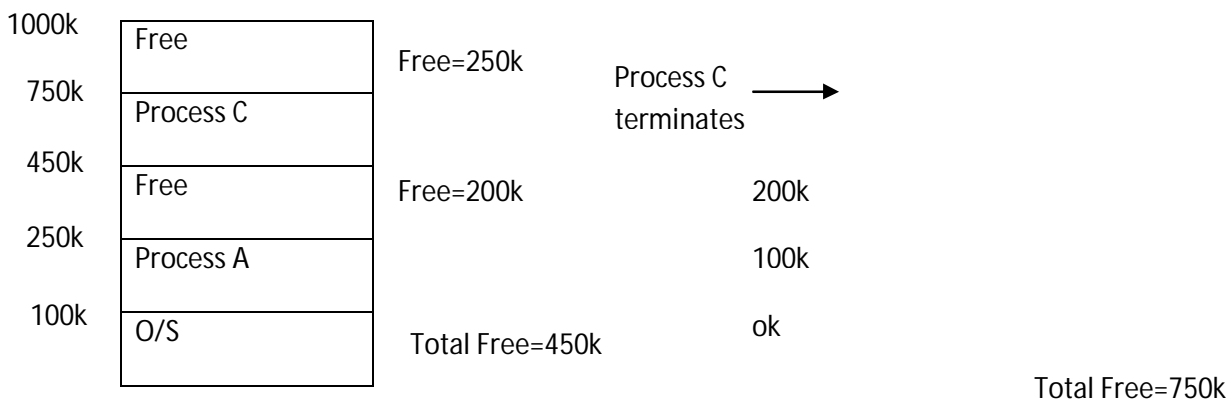 1000k
Free
Free=250k
Process C
terminates
750k
Process C
450k
Free
Free=200k
200k
250k
Process A
100k
100k
O/S
Total Free=450k
ok
Total Free=750k